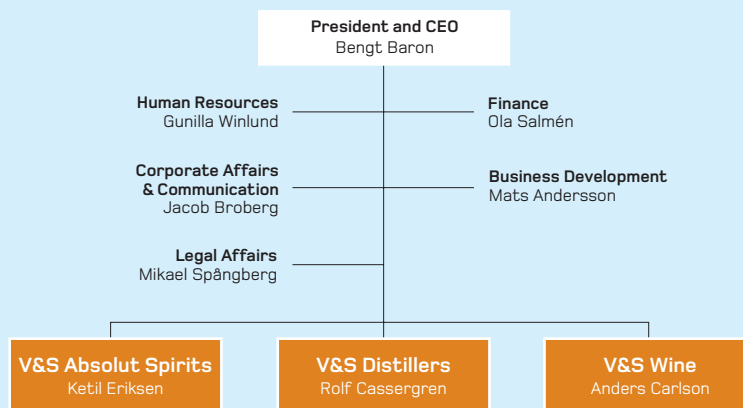 President and CEO
Bengt Baron
Human Resources
Gunilla Winlund
Finance
Ola Salmén
Corporate Affairs
& Communication
Jacob Broberg
Business Development
Mats Andersson
Legal Affairs
Mikael Spångberg
V&S Absolut Spirits
Ketil Eriksen
V&S Distillers
Rolf Cassergren
V&S Wine
Anders Carlson